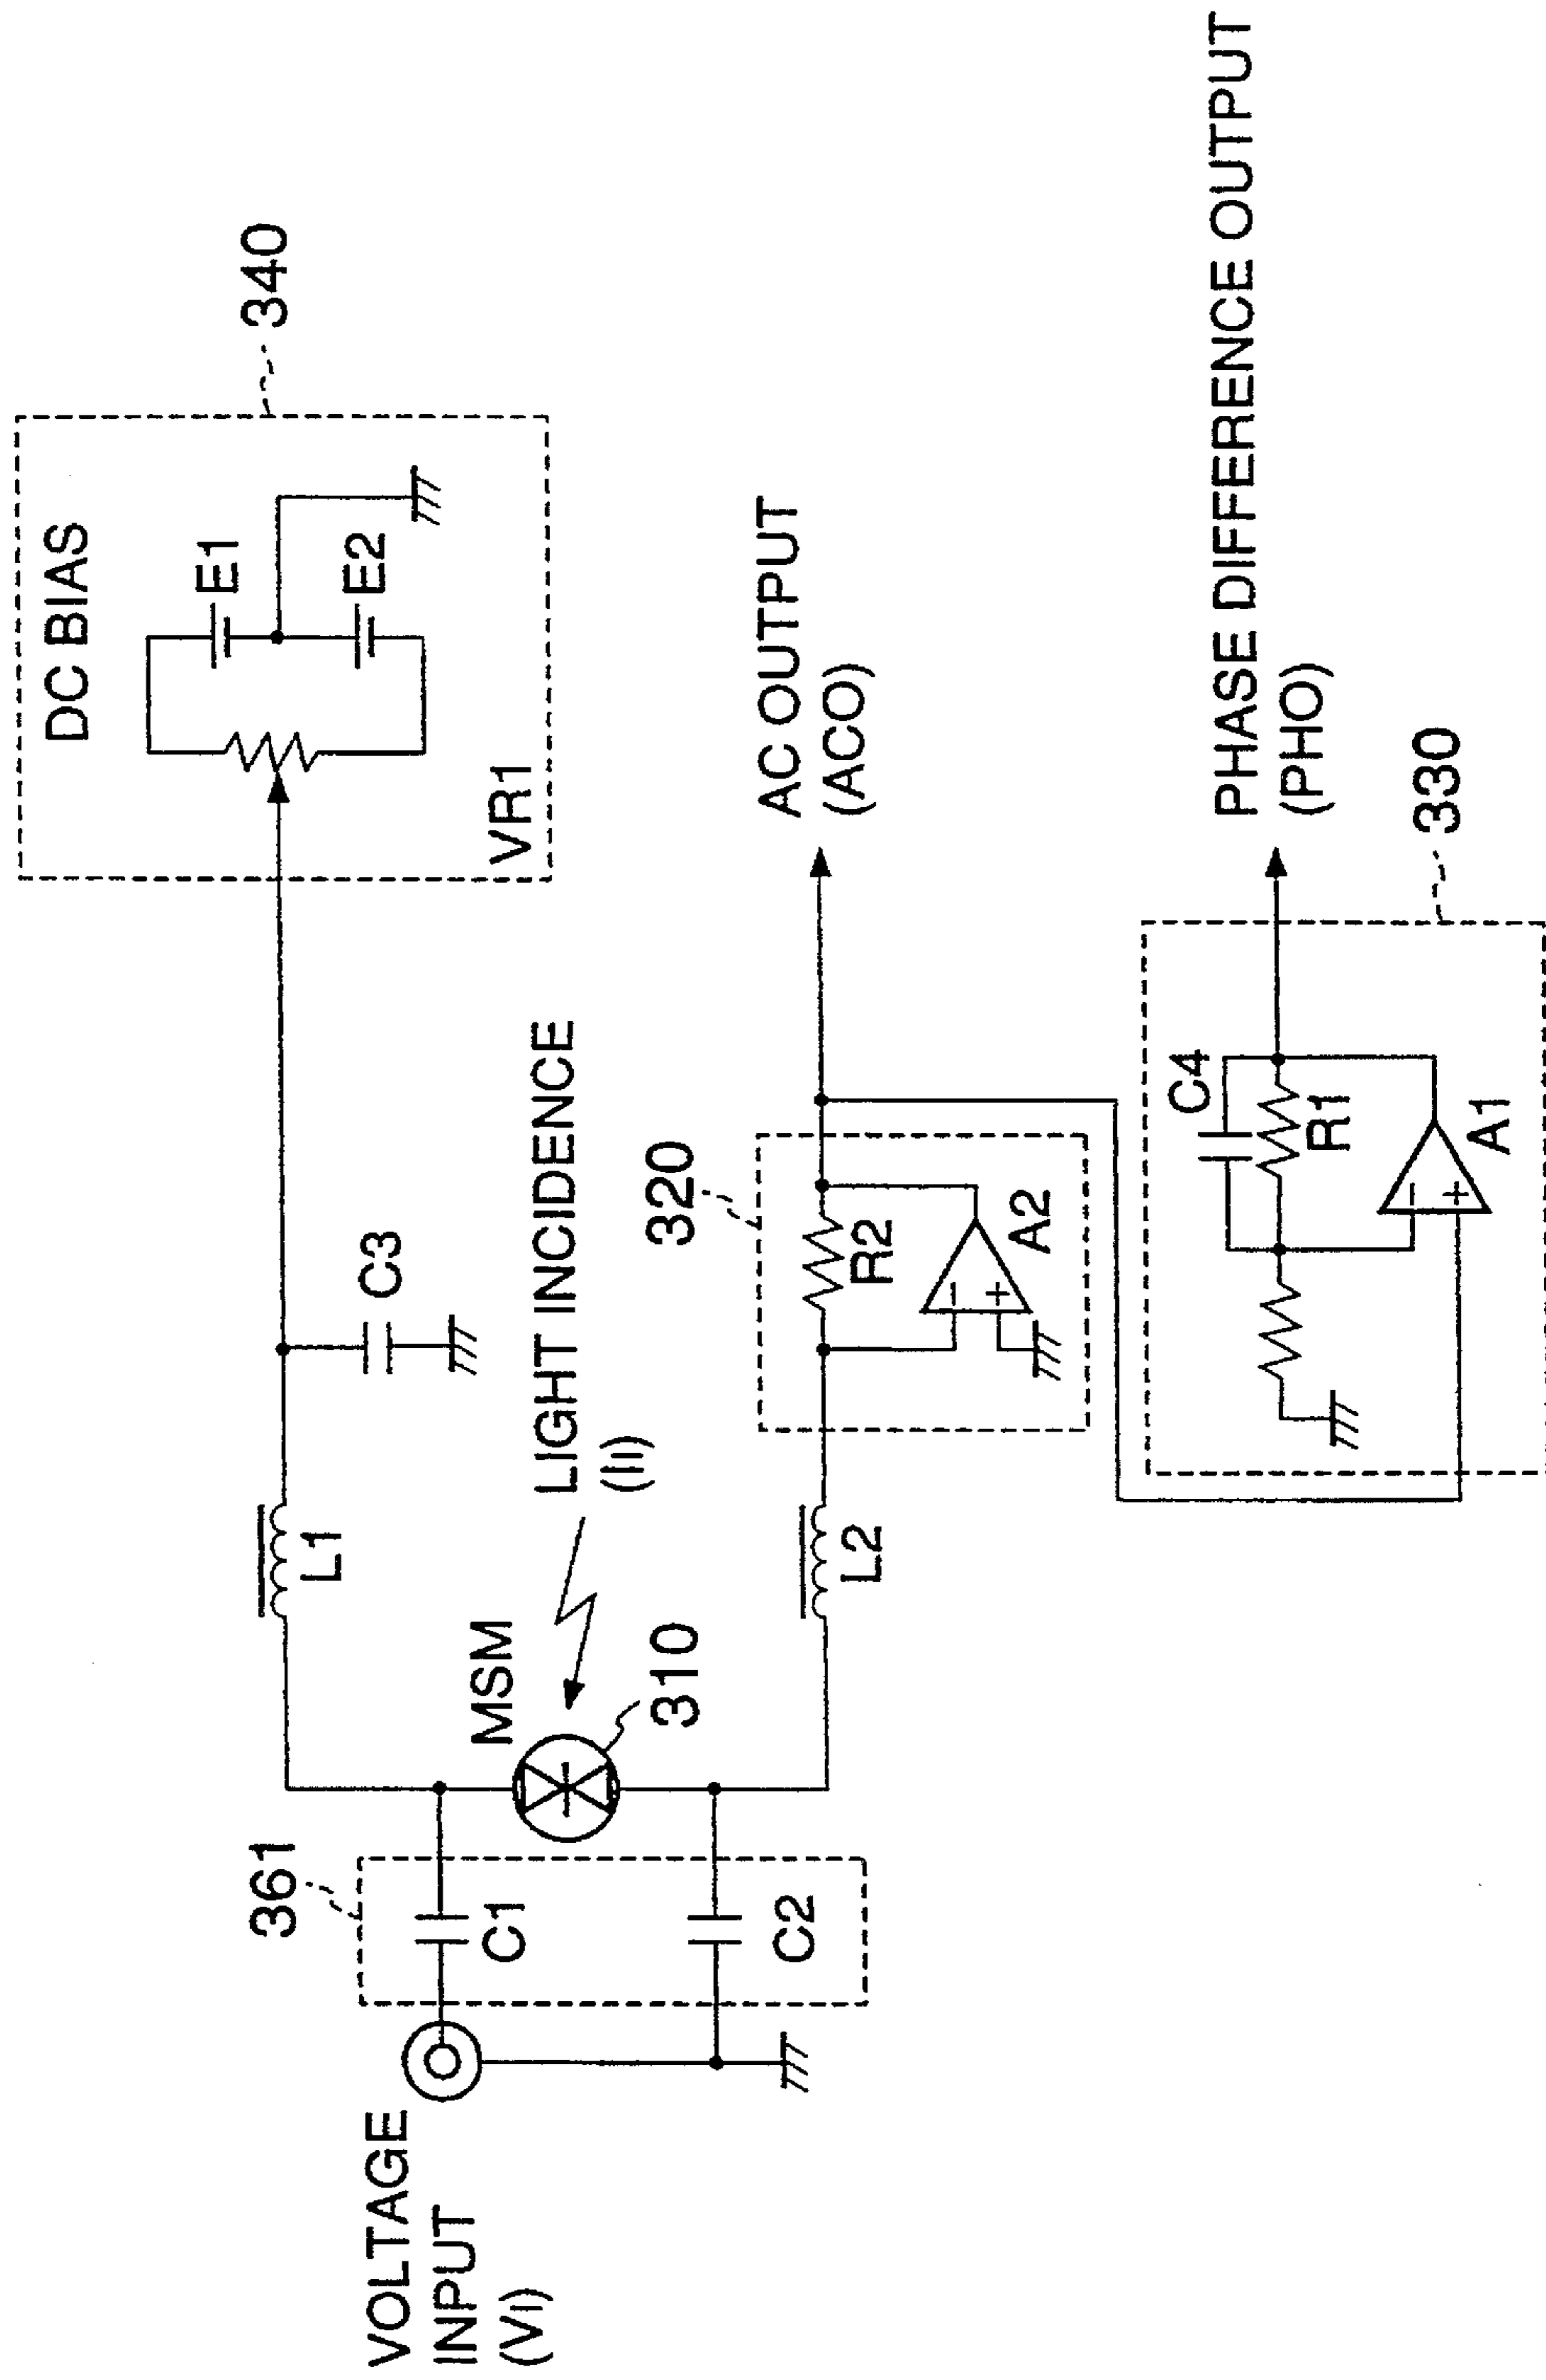 DC BIAS
E1
E2
VR1
340
C3
L1
LIGHT INCIDENCE
(II)
MSM
310
361
C1
C2
VOLTAGE
INPUT
(VI)
L2
320
R2
A2
−
+
AC OUTPUT
(ACO)
C4
R1
A1
−
+
330
PHASE DIFFERENCE OUTPUT
(PHO)